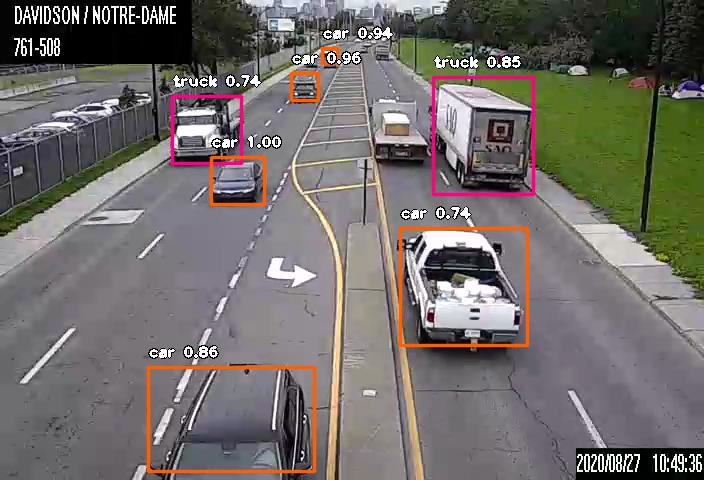 DAVIDSON / NOTRE-DAME
761-508
car 0.94
car 0.96
truck 0.74
truck 0.85
car 1.00
car 0.74
car 0.86
SAQ
2020/08/27 10:49:36